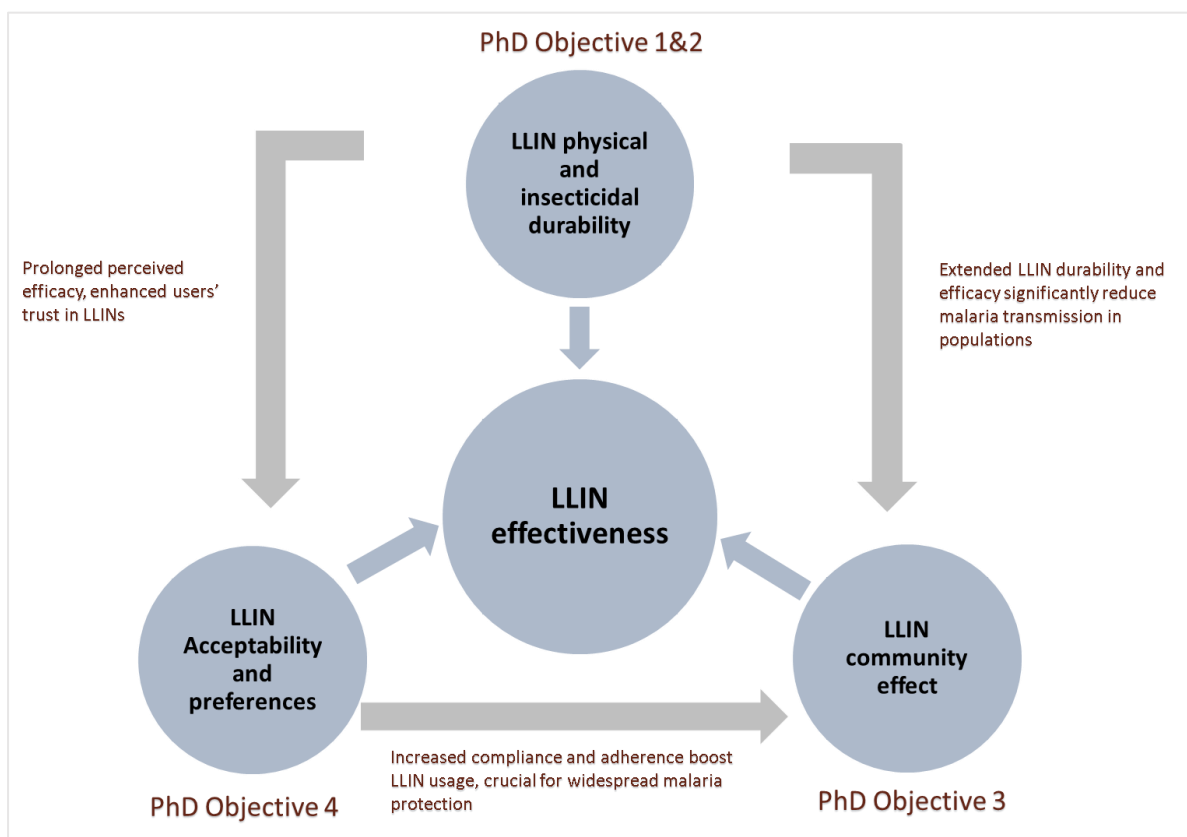 PhD Objective 1&2
LLIN physical
and
insecticidal
durability
Prolonged perceived
efficacy, enhanced users’
trust in LLINs
Extended LLIN durability and
efficacy significantly reduce
malaria transmission in
populations
LLIN
effectiveness
LLIN
Acceptability
and
preferences
LLIN
community
effect
Increased compliance and adherence boost
LLIN usage, crucial for widespread malaria
protection
PhD Objective 4
PhD Objective 3